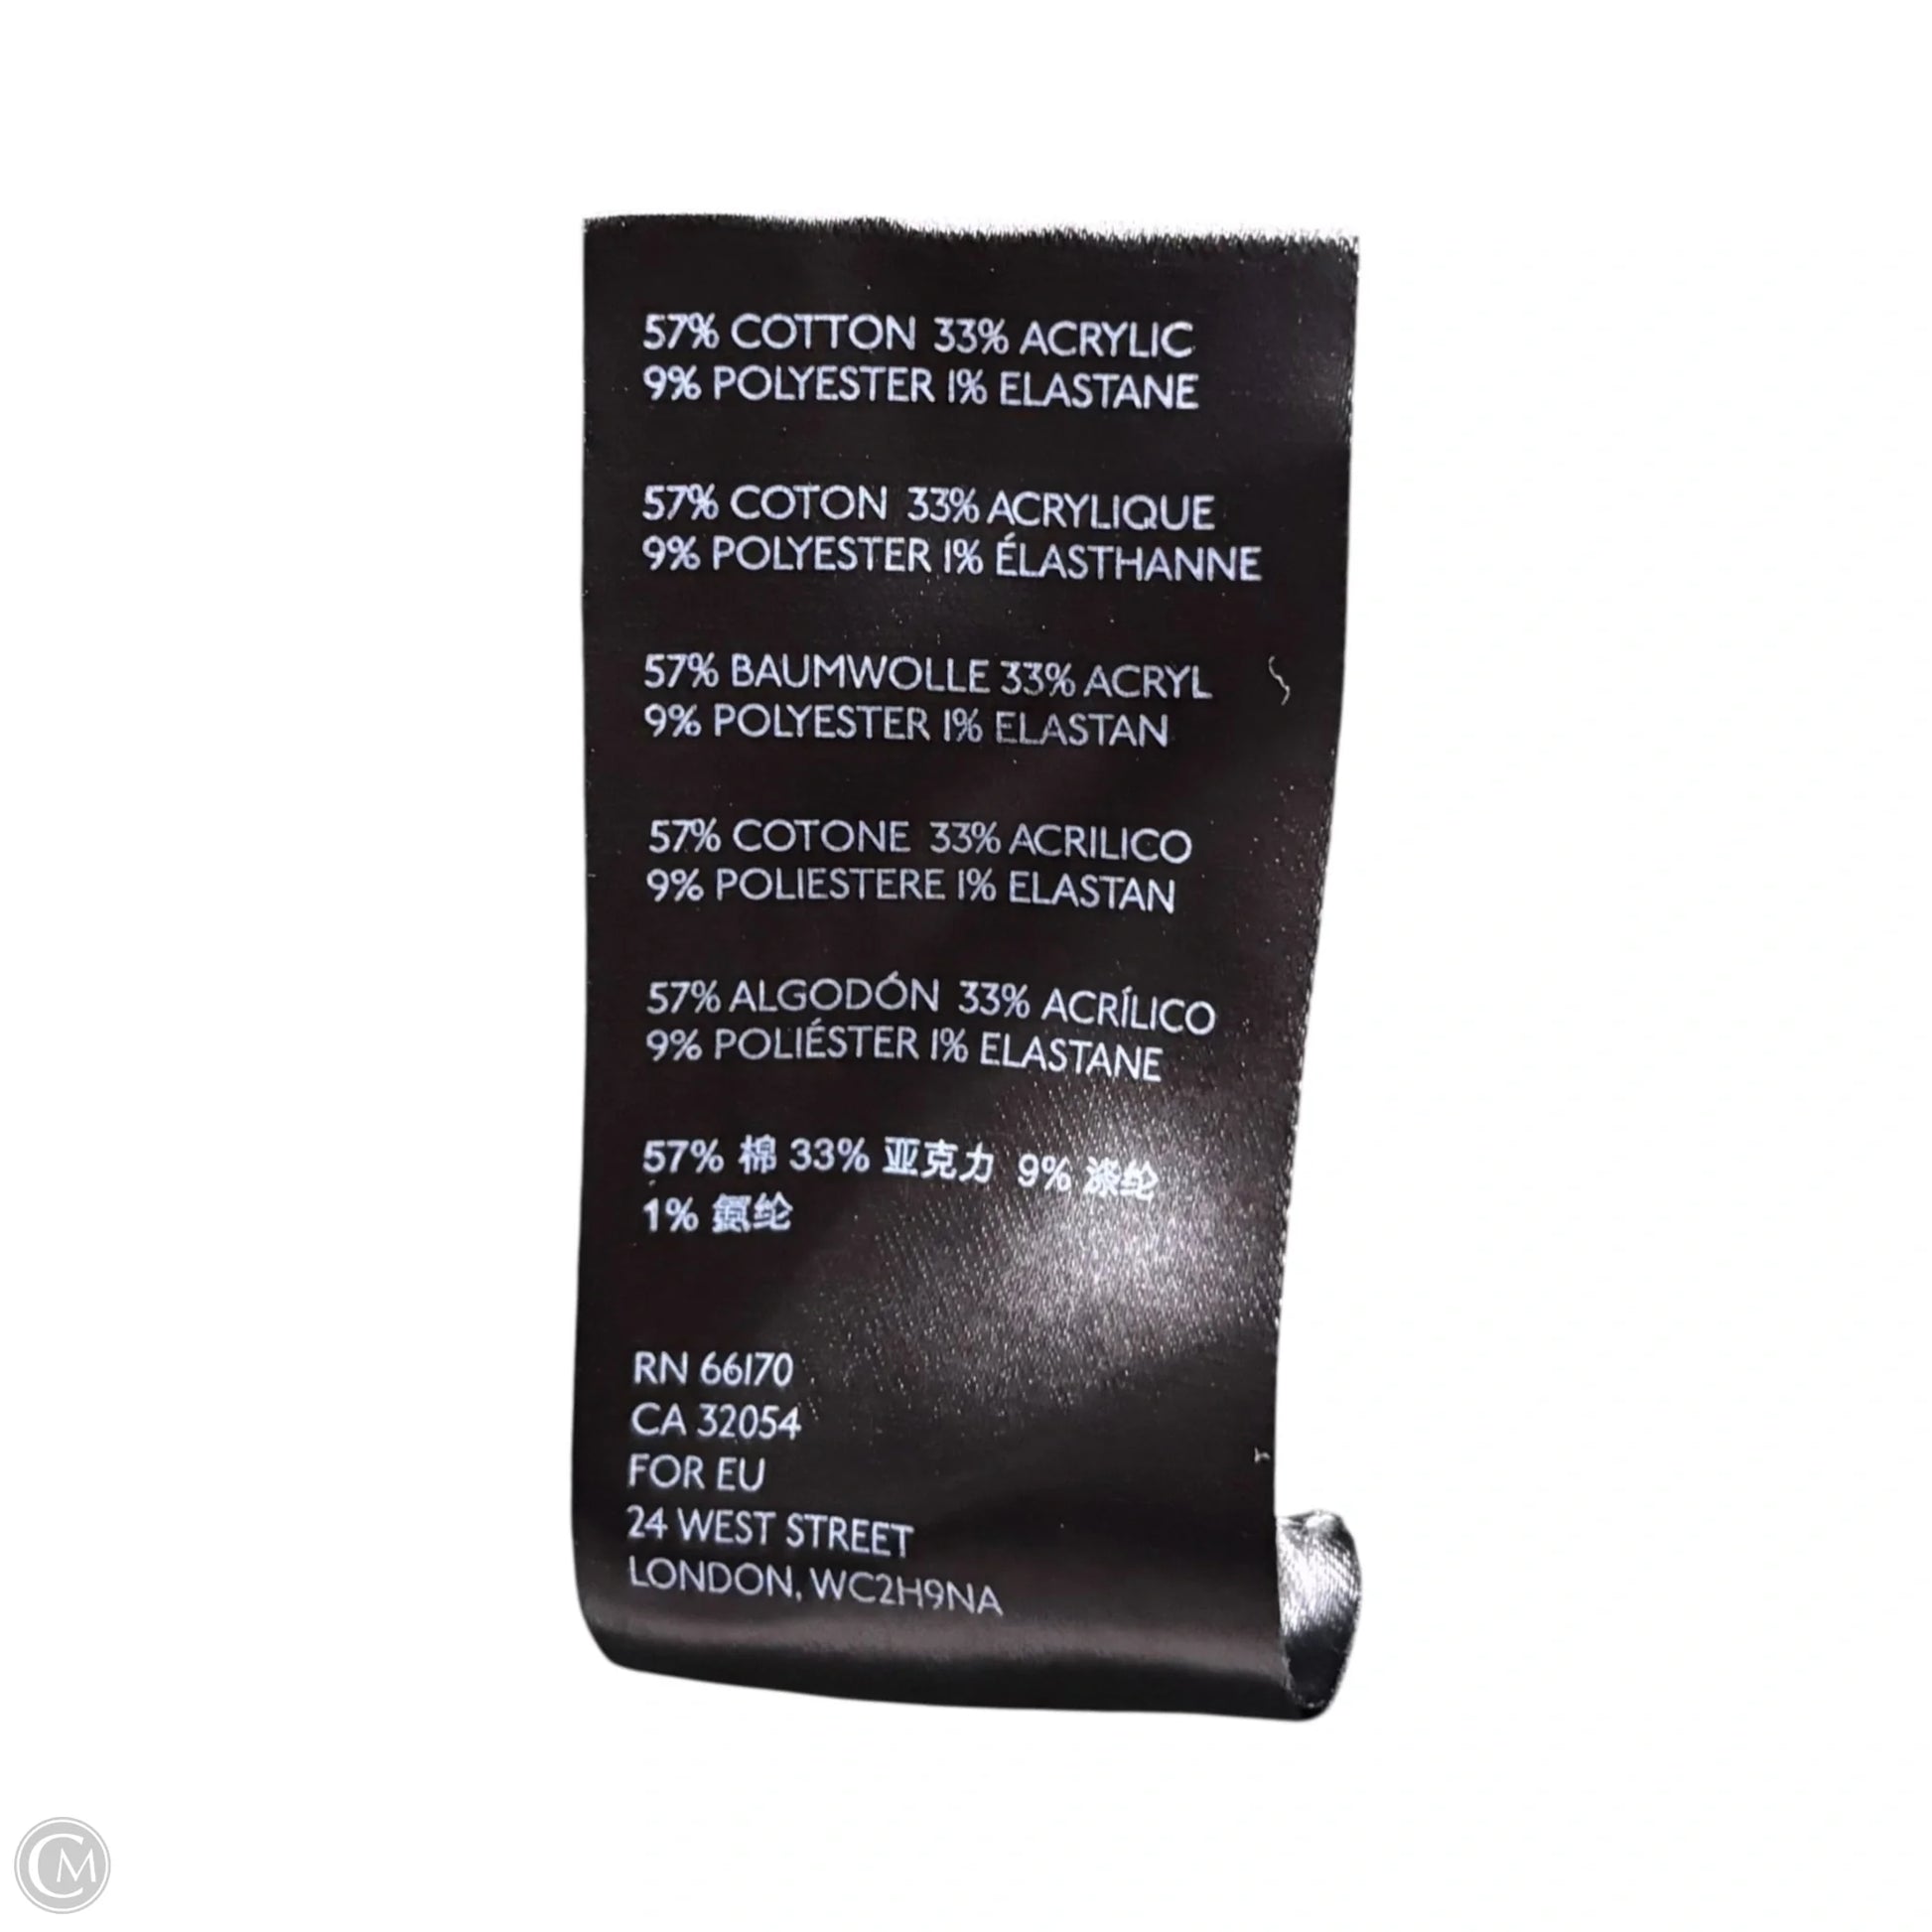 57% COTTON 33% ACRYLIC
9% POLYESTER 1% ELASTANE
57% COTON 33% ACRYLIQUE
9% POLYESTER 1% ÉLASTHANNE
57% BAUMWOLLE 33% ACRYL
9% POLYESTER 1% ELASTAN
57% COTONE 33% ACRILICO
9% POLIESTERE 1% ELASTAN
57% ALGODÓN 33% ACRÍLICO
9% POLIÉSTER 1% ELASTANE
57% 棉 33% 亚克力 9% 涤纶
1% 氨纶
RN 66170
CA 32054
FOR EU
24 WEST STREET
LONDON, WC2H9NA
CM